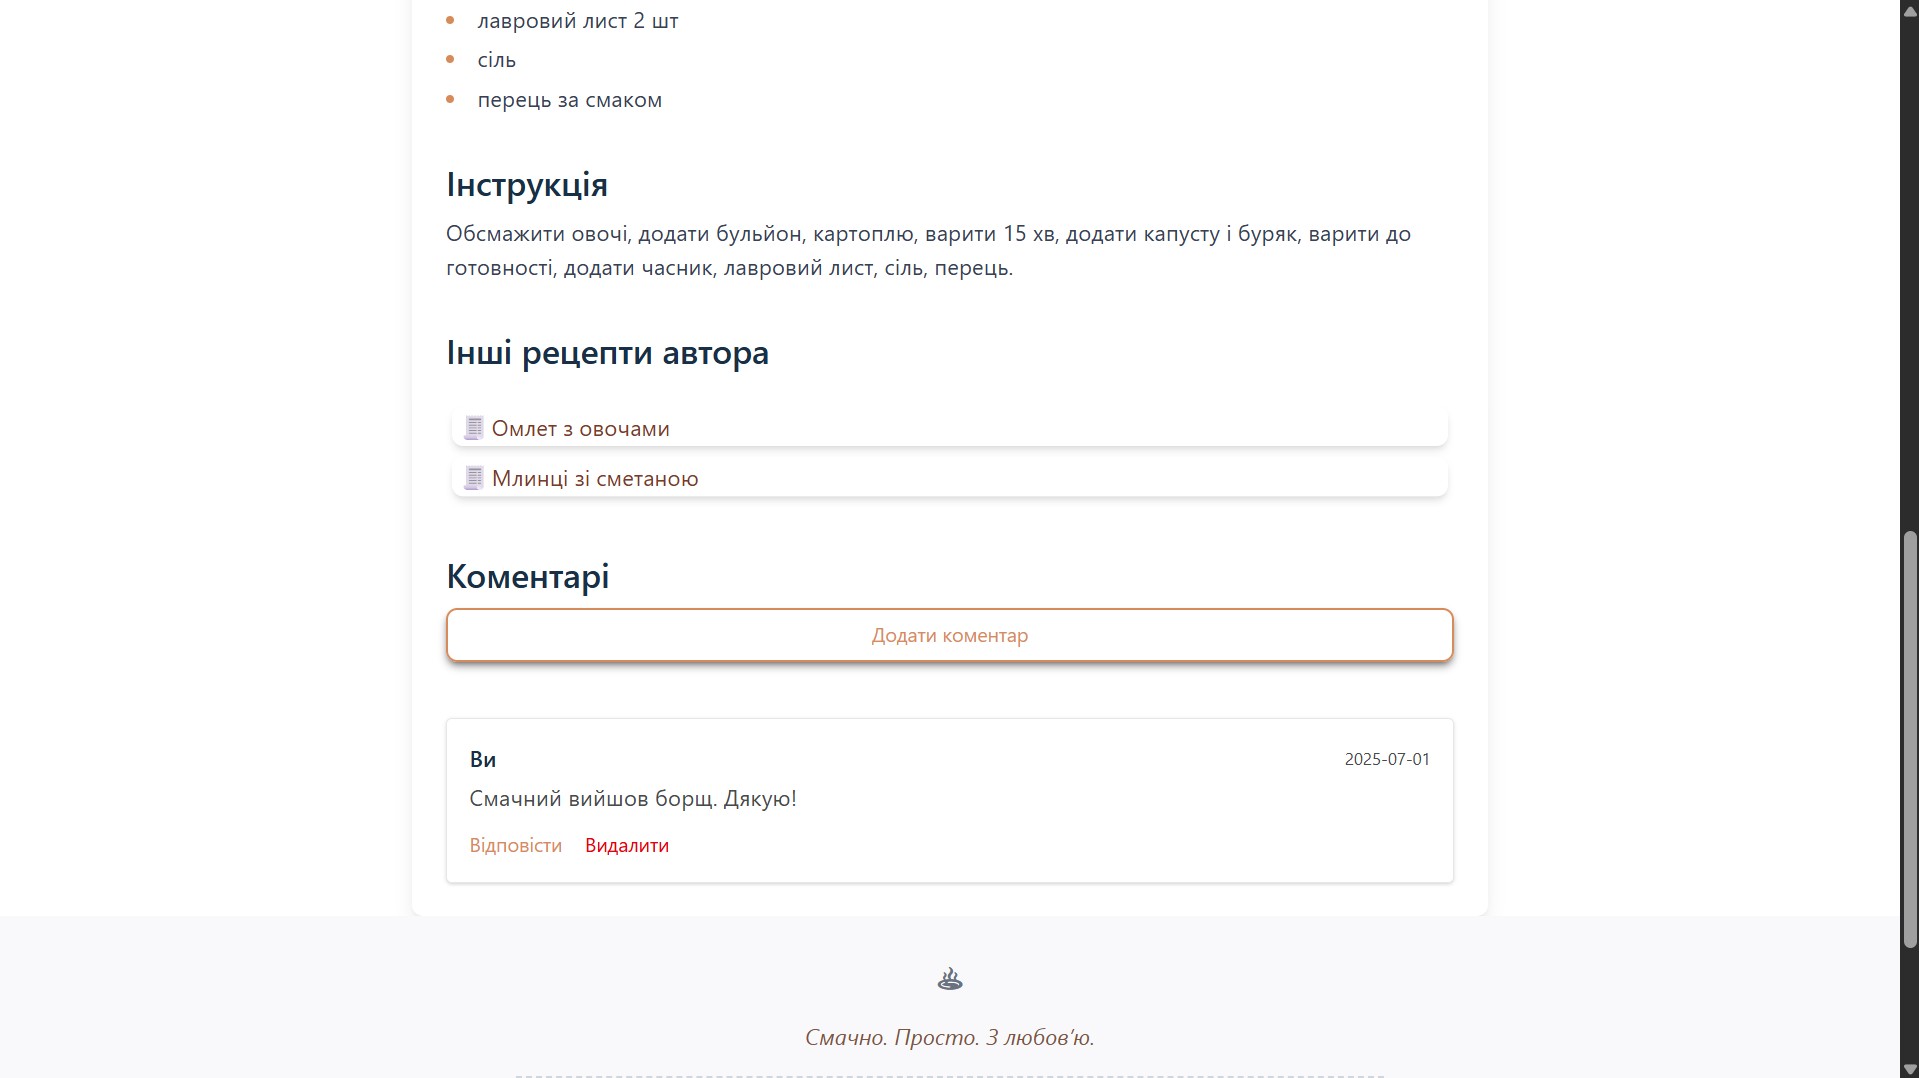 лавровий лист 2 шт
сіль
перець за смаком
Інструкція
Обсмажити овочі, додати бульйон, картоплю, варити 15 хв, додати капусту і буряк, варити до
готовності, додати часник, лавровий лист, сіль, перець.
Інші рецепти автора
Омлет з овочами
Млинці зі сметаною
Коментарі
Додати коментар
Ви 2025-07-01
Смачний вийшов борщ. Дякую!
Відповісти Видалити
Смачно. Просто. З любов’ю.